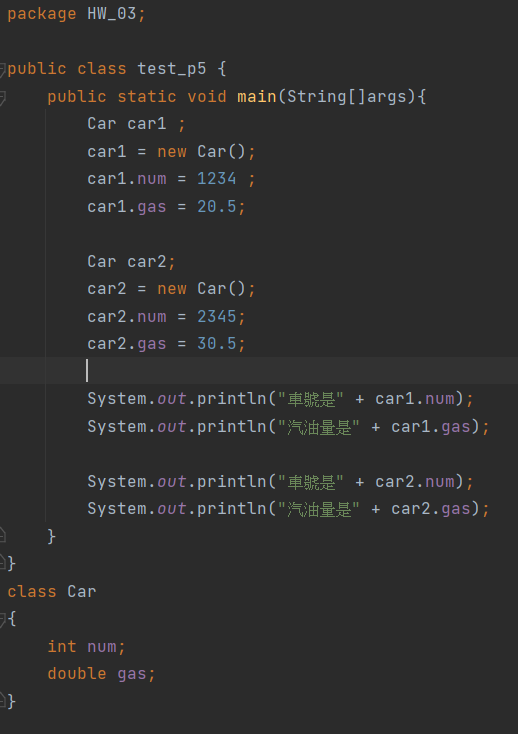 package HW_03;
public class test_p5 {
public static void main(String[]args){
Car car1 ;
car1 = new Car();
car1.num = 1234 ;
car1.gas = 20.5;
Car car2;
car2 = new Car();
car2.num = 2345;
car2.gas = 30.5;
System.out.println("車號是" + car1.num);
System.out.println("汽油量是" + car1.gas);
System.out.println("車號是" + car2.num);
System.out.println("汽油量是" + car2.gas);
}
}
class Car
{
int num;
double gas;
}